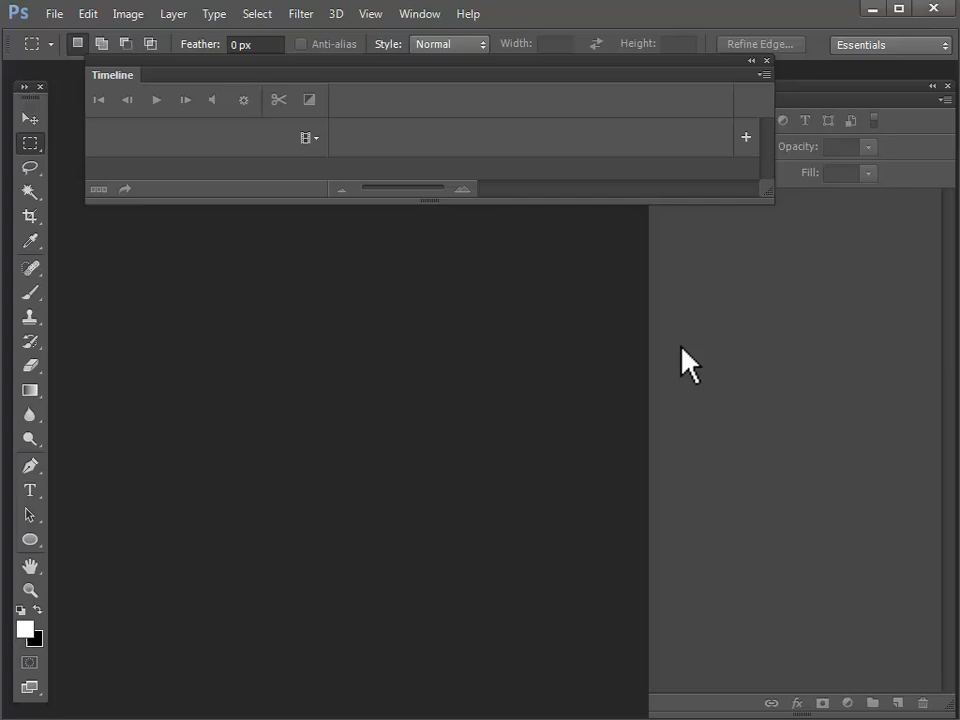 Ps File Edit Image Layer Type Select Filter 3D View Window Help
Feather: 0 px Anti-alias Style: Normal Width: Height: Refine Edge... Essentials
Timeline
Opacity:
Fill: